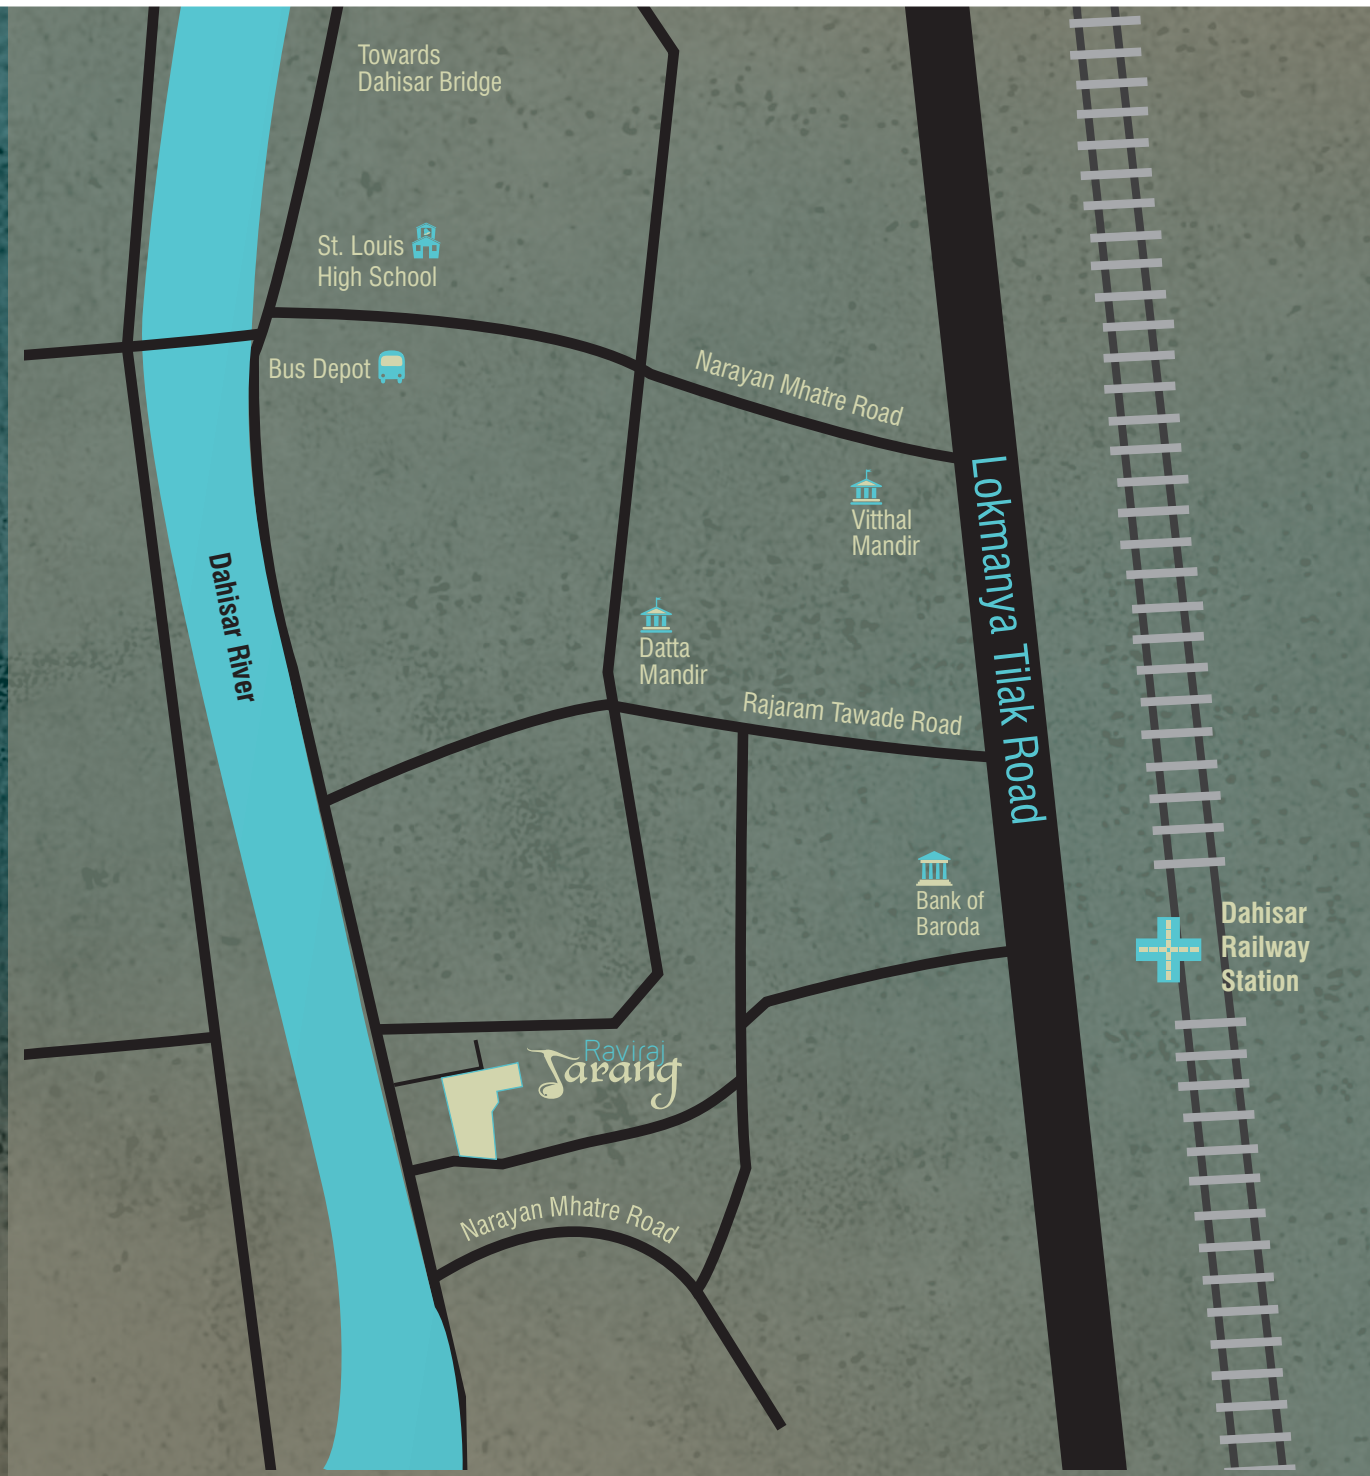 Towards
Dahisar Bridge
St. Louis
High School
Bus Depot
Narayan Mhatre Road
Vitthal
Mandir
Lokmanya Tilak Road
Dahisar River
Datta
Mandir
Rajaram Tawade Road
Bank of
Baroda
Dahisar
Railway
Station
Raviraj
Tarang
Narayan Mhatre Road